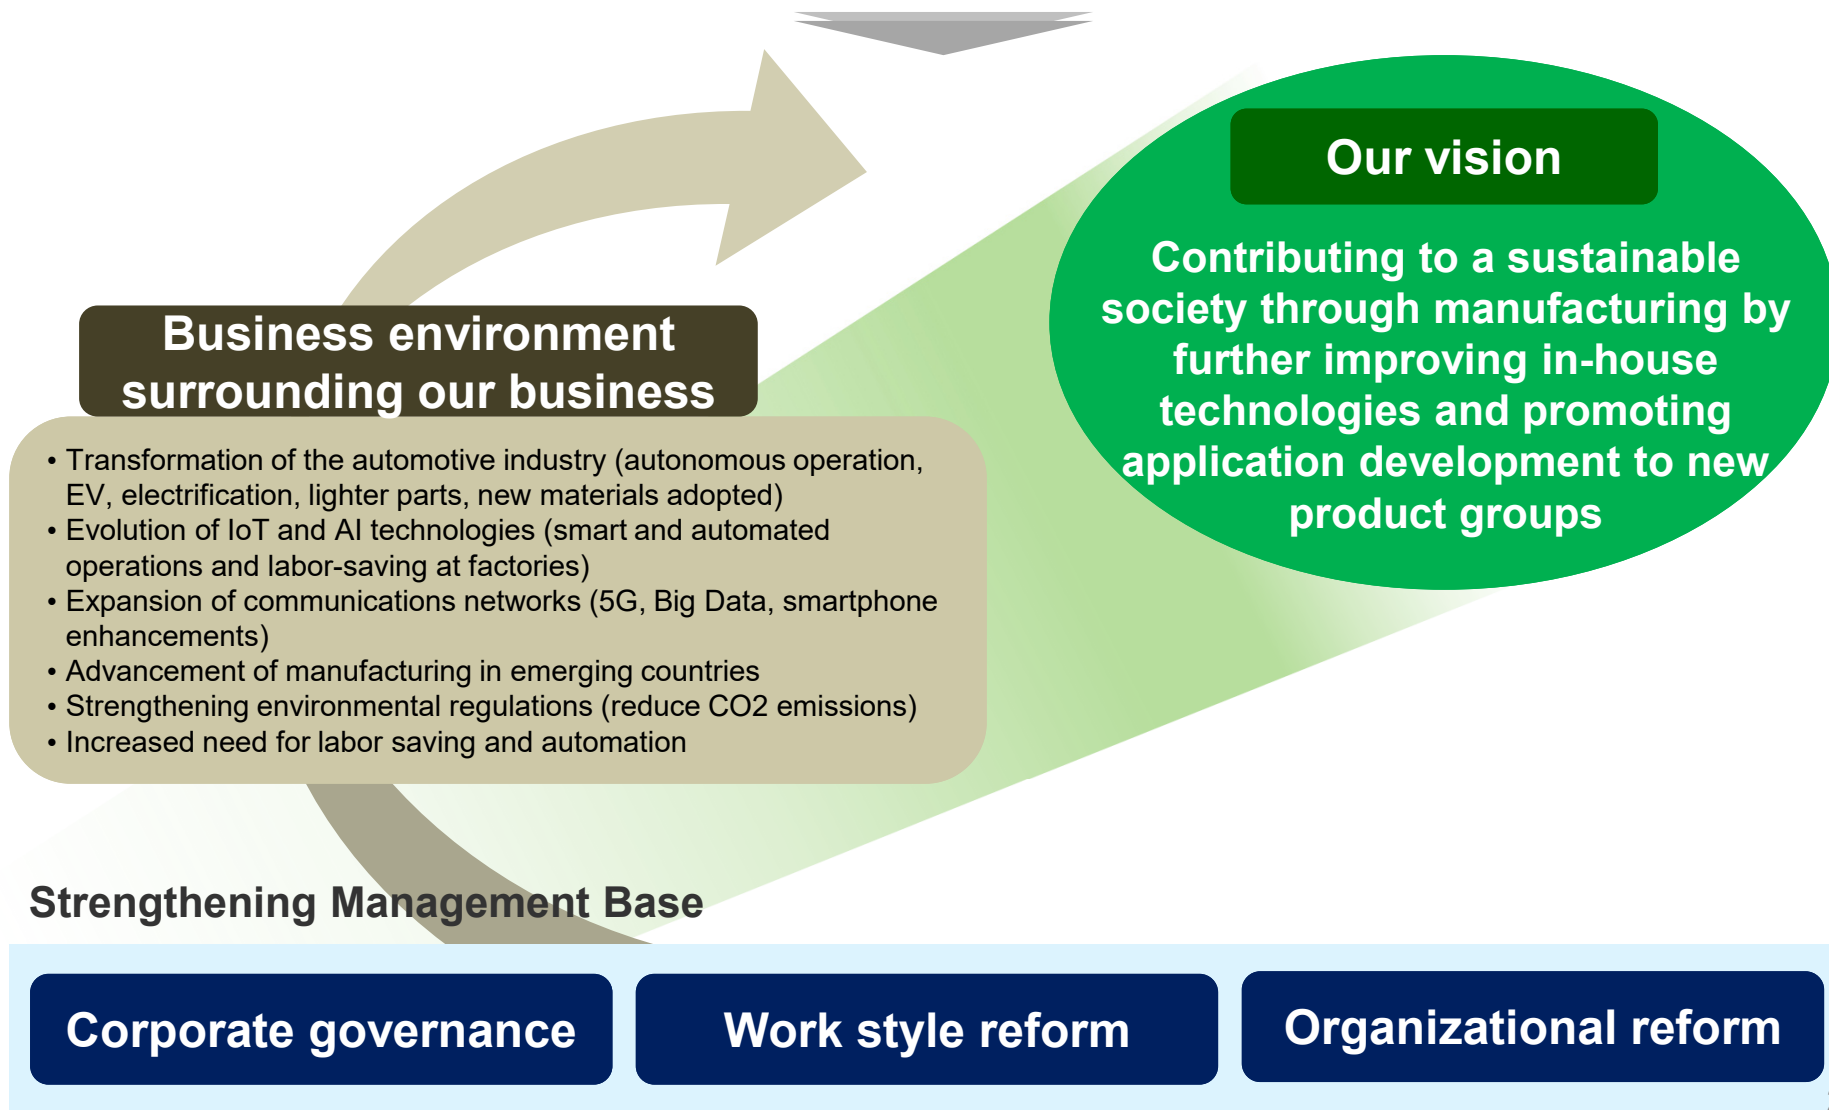 Our vision
Contributing to a sustainable
society through manufacturing by
further improving in-house
technologies and promoting
application development to new
product groups
Business environment
surrounding our business
• Transformation of the automotive industry (autonomous operation,
EV, electrification, lighter parts, new materials adopted)
• Evolution of IoT and AI technologies (smart and automated
operations and labor-saving at factories)
• Expansion of communications networks (5G, Big Data, smartphone
enhancements)
• Advancement of manufacturing in emerging countries
• Strengthening environmental regulations (reduce CO2 emissions)
• Increased need for labor saving and automation
Strengthening Management Base
Corporate governance
Work style reform
Organizational reform